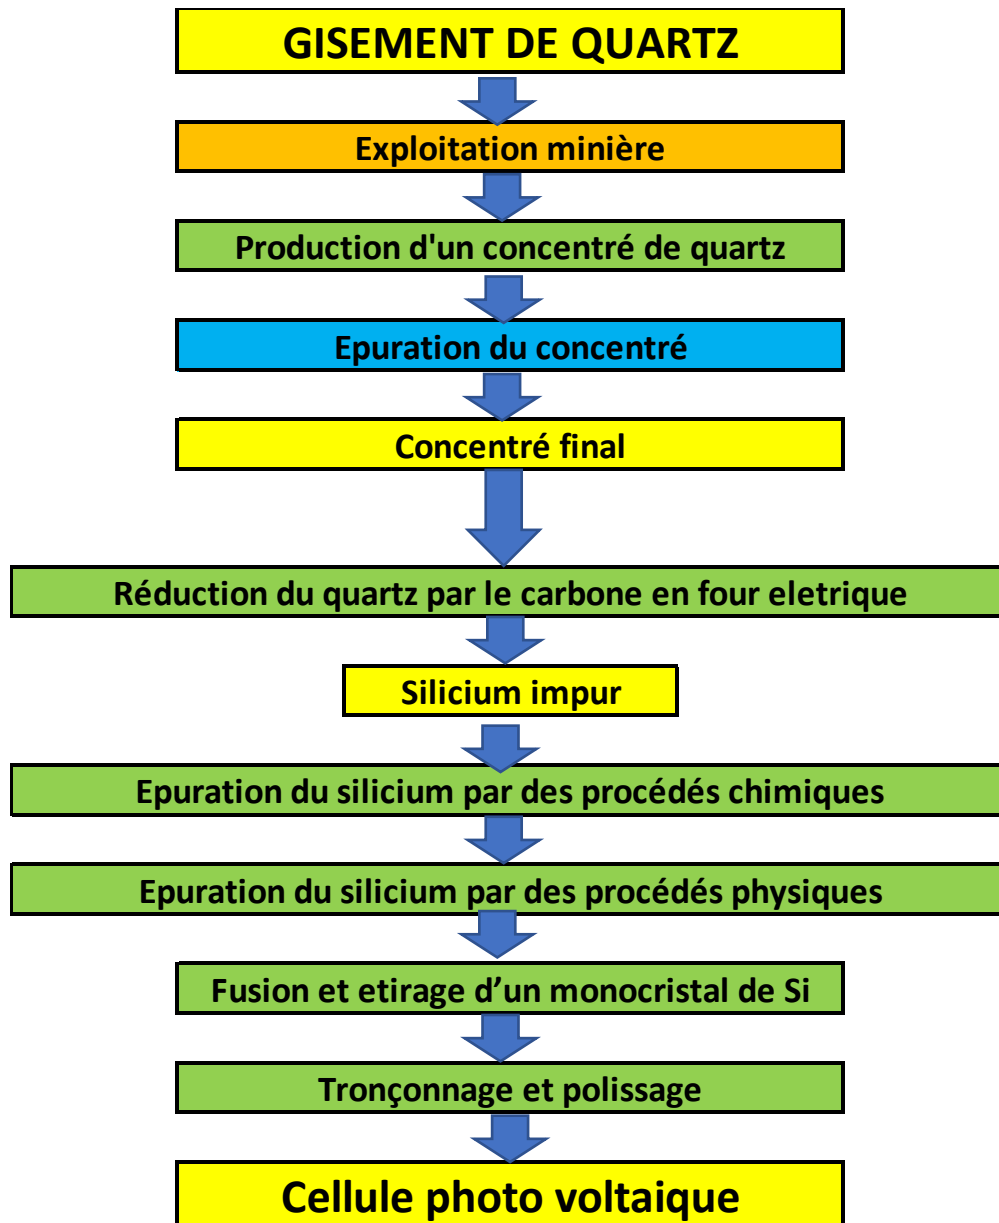 GISEMENT DE QUARTZ
Exploitation minière
Production d'un concentré de quartz
Epuration du concentré
Concentré final
Réduction du quartz par le carbone en four eletrique
Silicium impur
Epuration du silicium par des procédés chimiques
Epuration du silicium par des procédés physiques
Fusion et etirage d’un monocristal de Si
Tronçonnage et polissage
Cellule photo voltaique